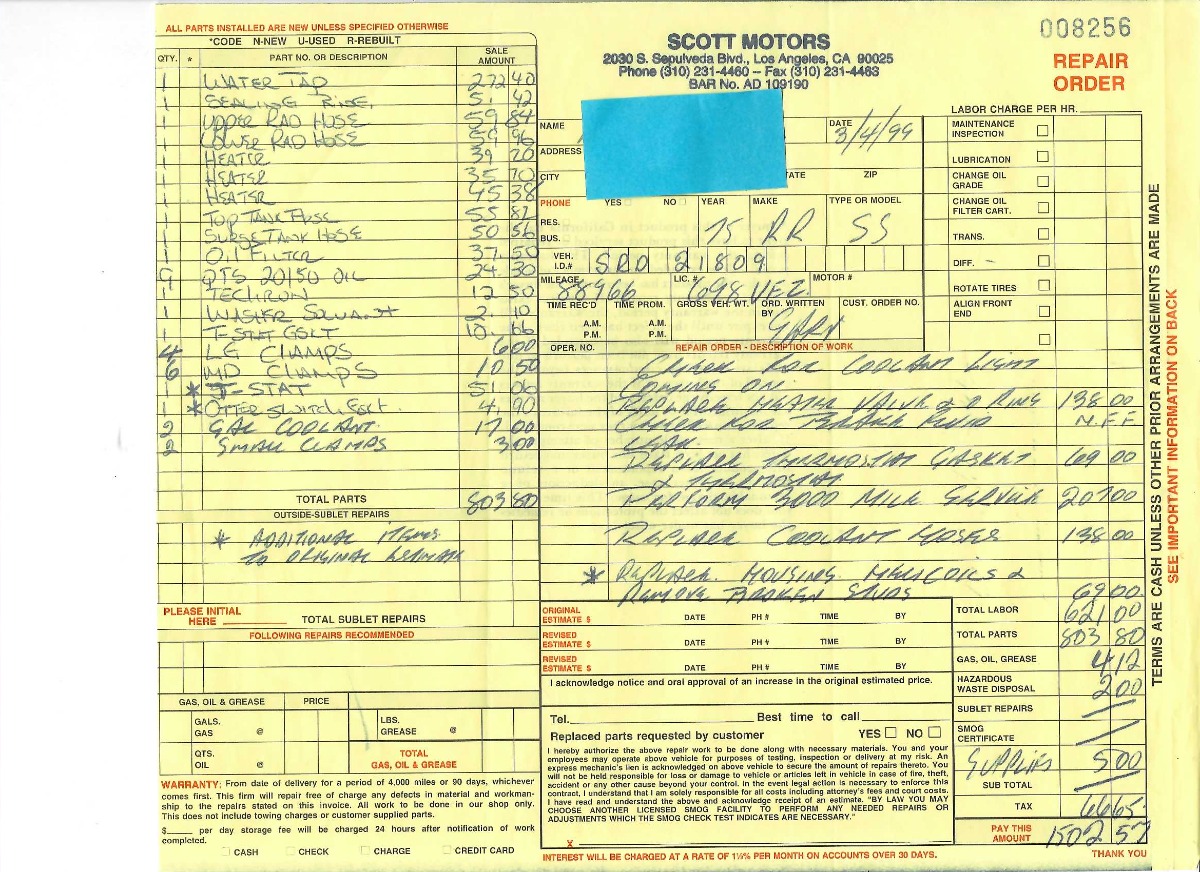 ALL PARTS INSTALLED ARE NEW UNLESS SPECIFIED OTHERWISE
*CODE N-NEW U-USED R-REBUILT
QTY. * PART NO. OR DESCRIPTION SALE AMOUNT
1 WATER TAP 272 40
1 SEALING RING 5. 42
1 UPPER RAD HOSE 59 84
1 LOWER RAD HOSE 59 96
1 HEATER 39 20
1 HEATER 35 70
1 HEATER 45 38
1 TOP TANK HOSE 55 82
1 SURGE TANK HOSE 50 56
1 OIL FILTER 37 50
9 QTS 20/50 OIL 24. 30
1 TECHRON 12 50
1 WASHER SOLVANT 2. 10
1 T-STAT GSKT 10. 66
4 LG CLAMPS 6 00
6 MD CLAMPS 10 50
1 * T-STAT 51 06
1 * OTTER SWITCH GSKT 4. 90
2 GAL COOLANT. 17 00
2 SMALL CLAMPS 3 00
TOTAL PARTS 803 80
OUTSIDE-SUBLET REPAIRS
* ADDITIONAL ITEMS
TO ORIGINAL ESTIMATE
PLEASE INITIAL
HERE TOTAL SUBLET REPAIRS
FOLLOWING REPAIRS RECOMMENDED
GAS, OIL & GREASE PRICE
GALS. GAS @ LBS. GREASE @
QTS. OIL @ TOTAL GAS, OIL & GREASE
WARRANTY: From date of delivery for a period of 4,000 miles or 90 days, whichever
comes first. This firm will repair free of charge any defects in material and workman-
ship to the repairs stated on this invoice. All work to be done in our shop only.
This does not include towing charges or customer supplied parts.
$____ per day storage fee will be charged 24 hours after notification of work
completed.
CASH CHECK CHARGE CREDIT CARD
008256
SCOTT MOTORS
2030 S. Sepulveda Blvd., Los Angeles, CA 90025
Phone (310) 231-4460 – Fax (310) 231-4463
BAR No. AD 109190
REPAIR
ORDER
NAME DATE 3/4/99
ADDRESS
CITY ZIP
PHONE YES NO YEAR MAKE TYPE OR MODEL
RES.
BUS. 75 RR SS
VEH. I.D.# SRD 21809
MILEAGE 88966 LIC. # 698 VEZ MOTOR #
TIME REC'D TIME PROM. GROSS VEH. WT. ORD. WRITTEN BY GARY CUST. ORDER NO.
A.M. A.M.
P.M. P.M.
OPER. NO. REPAIR ORDER - DESCRIPTION OF WORK
CHECK FOR COOLANT LIGHT
COMING ON
REPLACE HEATER VALVE & O RING 138 00
CHECK FOR BRAKE FLUID N.F.F
LEAK
REPLACE THERMOSTAT GASKET 69 00
& THERMOSTAT
PERFORM 3000 MILE SERVICE 207 00
REPLACE COOLANT HOSES 138 00
* REPLACE HOUSING HELICOILS &
REMOVE BROKEN STUDS 69 00
LABOR CHARGE PER HR.
MAINTENANCE INSPECTION
LUBRICATION
CHANGE OIL GRADE
CHANGE OIL FILTER CART.
TRANS.
DIFF.
ROTATE TIRES
ALIGN FRONT END
ORIGINAL ESTIMATE $ DATE PH # TIME BY
REVISED ESTIMATE $ DATE PH # TIME BY
REVISED ESTIMATE $ DATE PH # TIME BY
I acknowledge notice and oral approval of an increase in the original estimated price.
Tel. Best time to call
Replaced parts requested by customer YES NO
I hereby authorize the above repair work to be done along with necessary materials. You and your
employees may operate above vehicle for purposes of testing, inspection or delivery at my risk. An
express mechanic's lien is acknowledged on above vehicle to secure the amount of repairs thereto. You
will not be held responsible for loss or damage to vehicle or articles left in vehicle in case of fire, theft,
accident or any other cause beyond your control. In the event legal action is necessary to enforce this
contract, I understand that I am solely responsible for all costs including attorney's fees and court costs.
I have read and understand the above and acknowledge receipt of an estimate. "BY LAW YOU MAY
CHOOSE ANOTHER LICENSED SMOG FACILITY TO PERFORM ANY NEEDED REPAIRS OR
ADJUSTMENTS WHICH THE SMOG CHECK TEST INDICATES ARE NECESSARY."
X
INTEREST WILL BE CHARGED AT A RATE OF 1½% PER MONTH ON ACCOUNTS OVER 30 DAYS.
TOTAL LABOR 621 00
TOTAL PARTS 803 80
GAS, OIL, GREASE 4 12
HAZARDOUS WASTE DISPOSAL 2 00
SUBLET REPAIRS
SMOG CERTIFICATE
SUPPLIES 5 00
SUB TOTAL
TAX 66 65
PAY THIS AMOUNT 1502 57
THANK YOU
TERMS ARE CASH UNLESS OTHER PRIOR ARRANGEMENTS ARE MADE
SEE IMPORTANT INFORMATION ON BACK